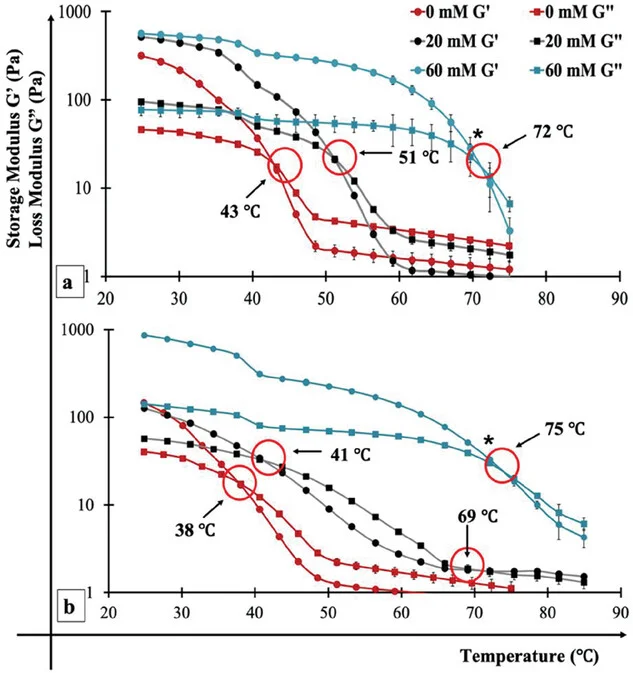 Storage Modulus G' (Pa)
Loss Modulus G" (Pa)
0 mM G' 0 mM G"
20 mM G' 20 mM G"
60 mM G' 60 mM G"
1000
100
10
1
*
72 °C
51 °C
43 °C
a
20 30 40 50 60 70 80 90
1000
100
10
1
*
75 °C
41 °C
69 °C
38 °C
b
20 30 40 50 60 70 80 90
Temperature (°C)